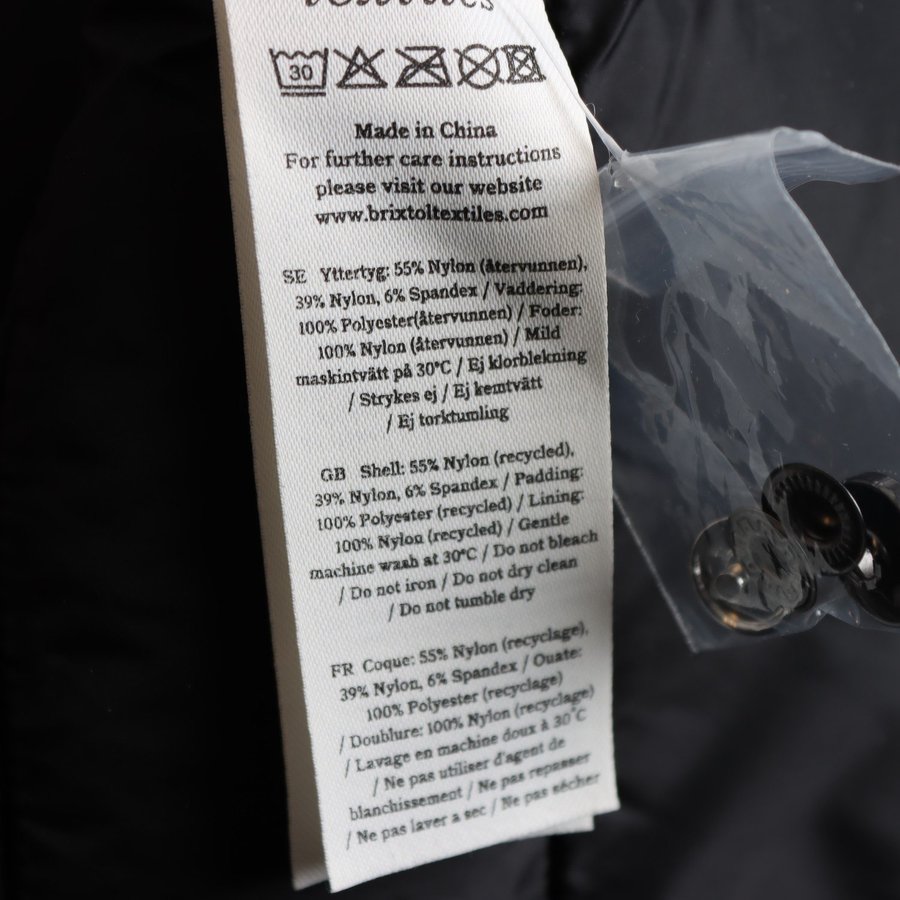 textiles
30
Made in China
For further care instructions
please visit our website
www.brixtoltextiles.com
SE Yttertyg: 55% Nylon (återvunnen),
39% Nylon, 6% Spandex / Vaddering:
100% Polyester(återvunnen) / Foder:
100% Nylon (återvunnen) / Mild
maskintvätt på 30°C / Ej klorblekning
/ Strykes ej / Ej kemtvätt
/ Ej torktumling
GB Shell: 55% Nylon (recycled),
39% Nylon, 6% Spandex / Padding:
100% Polyester (recycled) / Lining:
100% Nylon (recycled) / Gentle
machine wash at 30°C / Do not bleach
/ Do not iron / Do not dry clean
/ Do not tumble dry
FR Coque: 55% Nylon (recyclage),
39% Nylon, 6% Spandex / Ouate:
100% Polyester (recyclage)
/ Doublure: 100% Nylon (recyclage)
/ Lavage en machine doux à 30°C
/ Ne pas utiliser d'agent de
blanchissement / Ne pas repasser
/ Ne pas laver a sec / Ne pas sècher